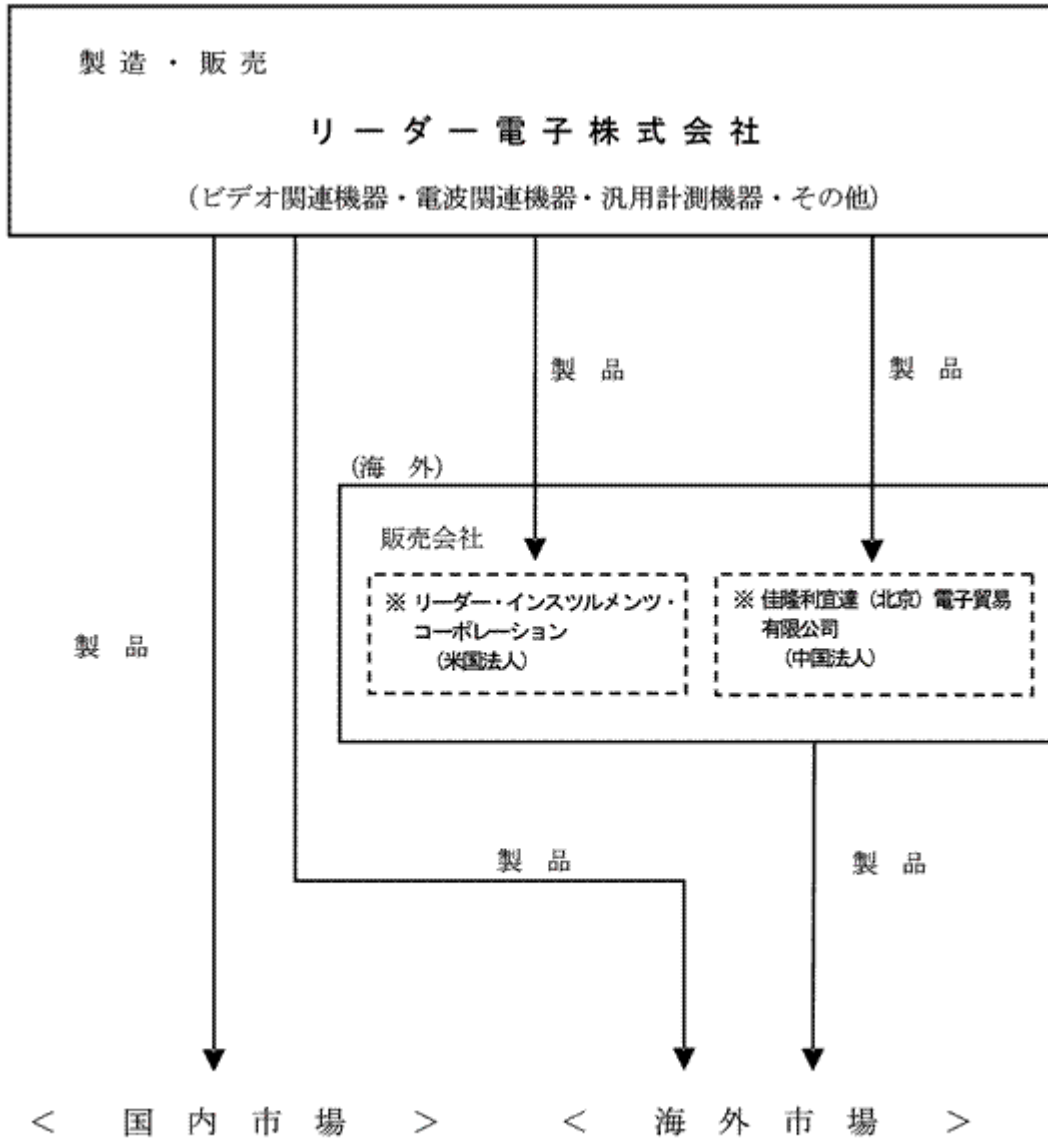 製造・販売
リーダー電子株式会社
(ビデオ関連機器・電波関連機器・汎用計測機器・その他)
製品
製品
(海外)
販売会社
※ リーダー・インスツルメンツ・
コーポレーション
(米国法人)
※ 佳隆利宜達（北京）電子貿易
有限公司
(中国法人)
製品
製品
製品
＜ 国内市場 ＞
＜ 海外市場 ＞